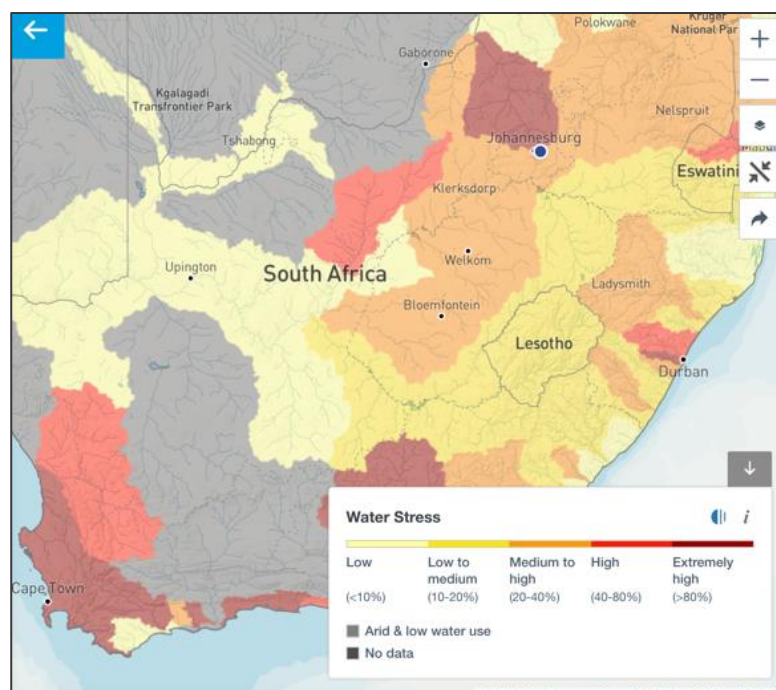 Polokwane
Kruger
National Par
Gaborone
Kgalagadi
Transfrontier Park
Nelspruit
Tshabong
Johannesburg
Eswatini
Klerksdorp
Upington
South Africa
Welkom
Ladysmith
Bloemfontein
Lesotho
Durban
Water Stress
i
Low
Low to
medium
Medium to
high
High
Extremely
high
(<10%)
(10-20%)
(20-40%)
(40-80%)
(>80%)
Arid & low water use
No data
Cape Town